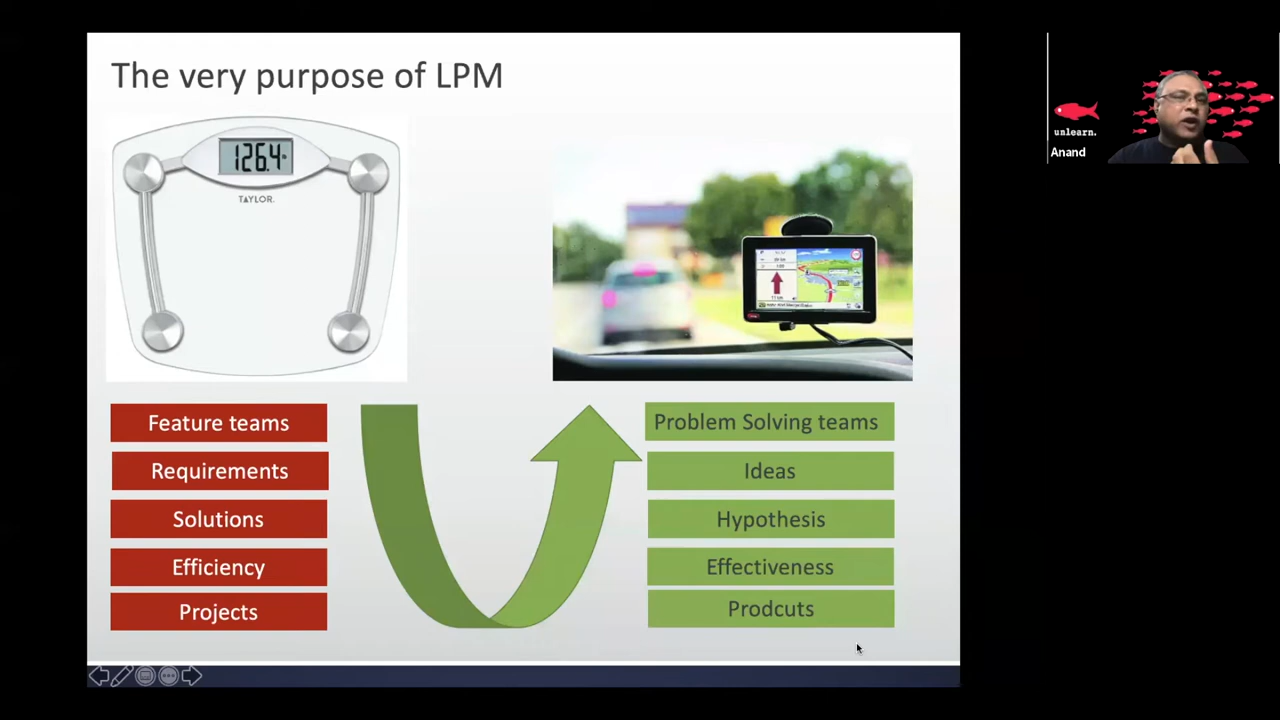 The very purpose of LPM
126.4
TAYLOR.
Feature teams
Requirements
Solutions
Efficiency
Projects
Problem Solving teams
Ideas
Hypothesis
Effectiveness
Prodcuts
unlearn.
Anand